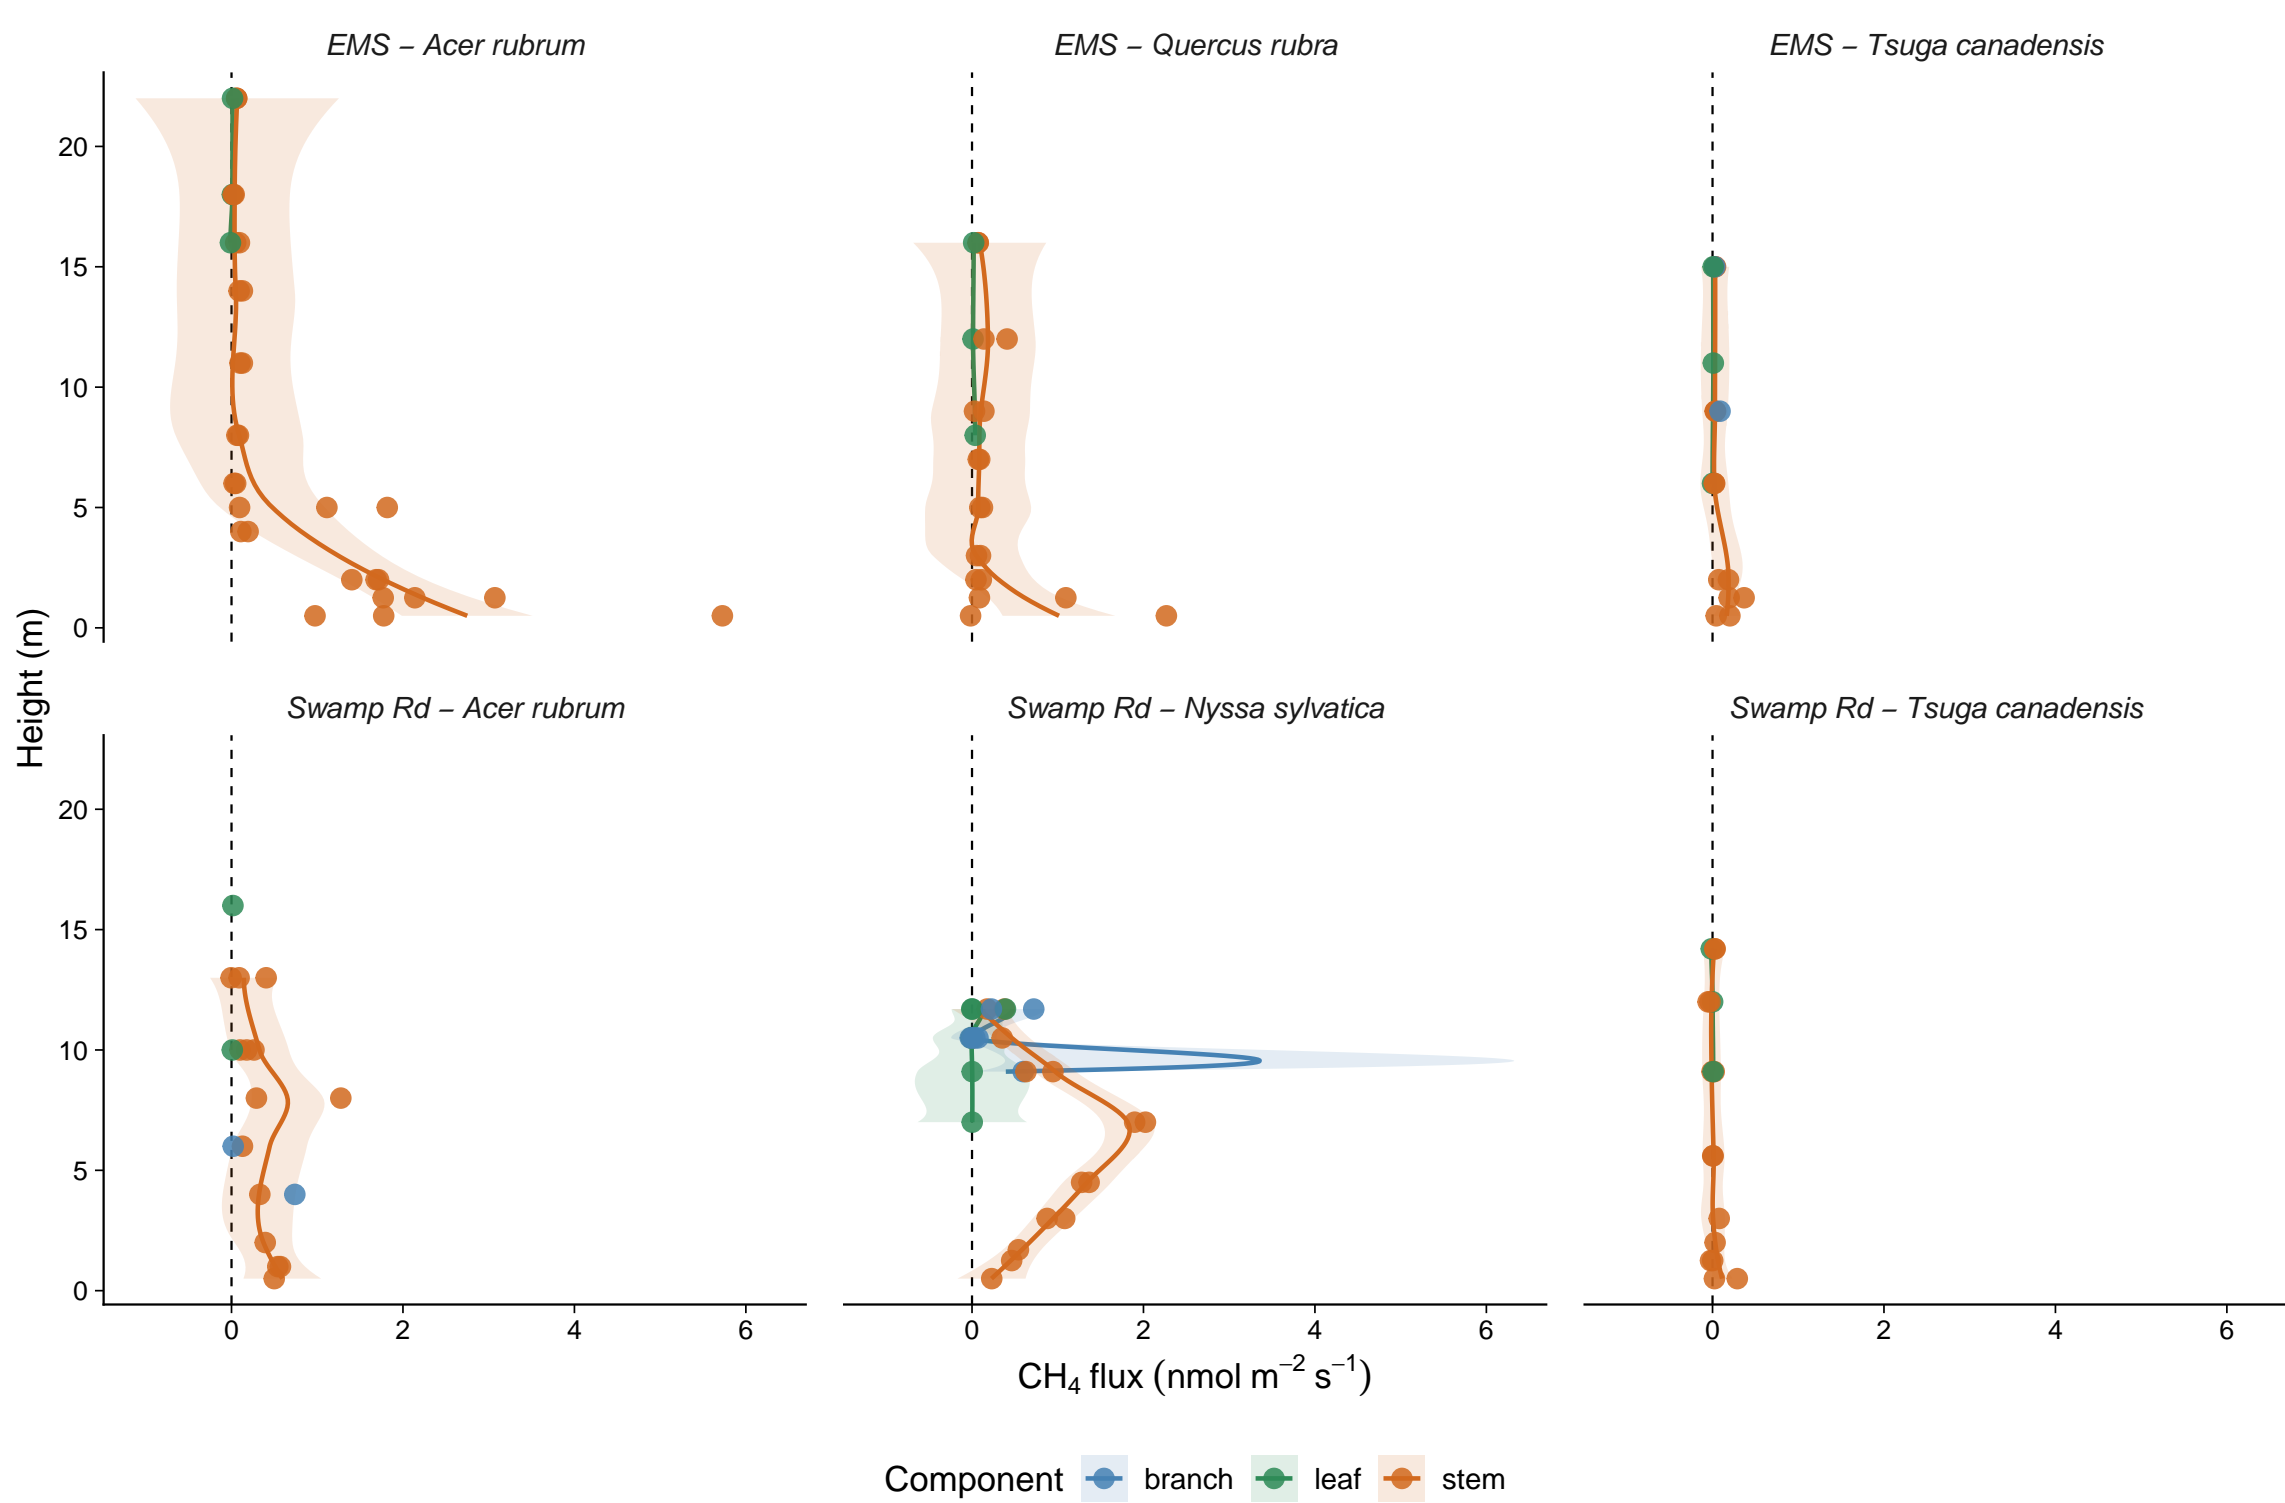 EMS – Acer rubrum
EMS – Quercus rubra
EMS – Tsuga canadensis
20
15
10
5
0
Height (m)
Swamp Rd – Acer rubrum
Swamp Rd – Nyssa sylvatica
Swamp Rd – Tsuga canadensis
20
15
10
5
0
0 2 4 6
0 2 4 6
0 2 4 6
CH₄ flux (nmol m⁻² s⁻¹)
Component branch leaf stem